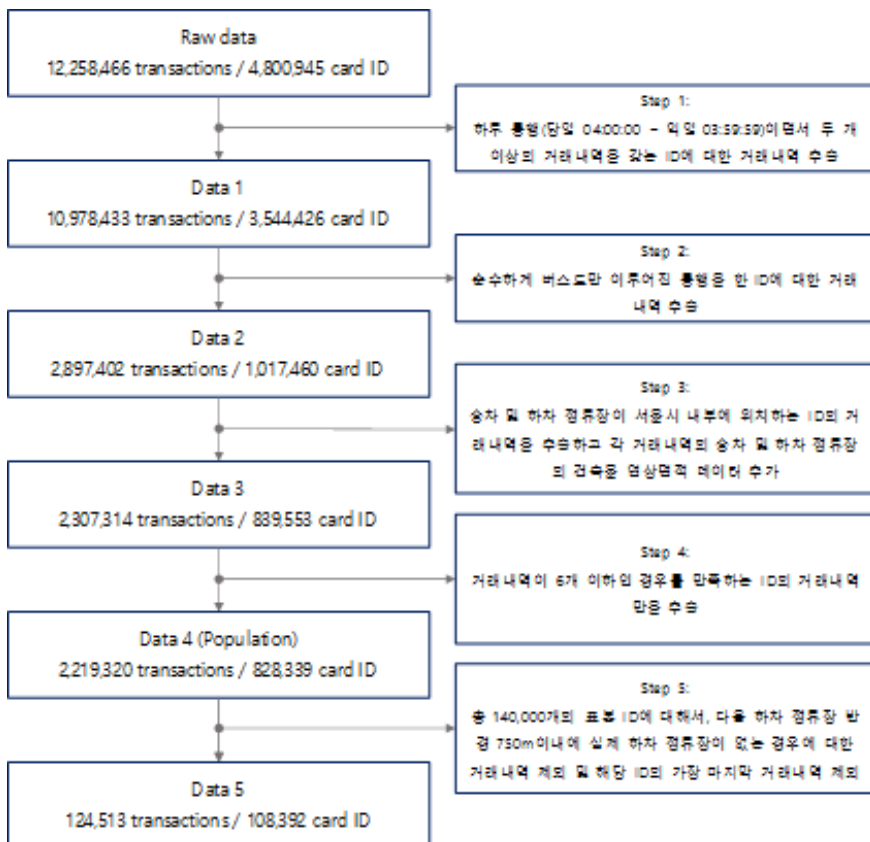 Raw data
12,258,466 transactions / 4,800,945 card ID
Step 1:
하루 통행(당일 04:00:00 – 익일 03:59:59)이면서 두 개
이상의 거래내역을 갖는 ID에 대한 거래내역 추출
Data 1
10,978,433 transactions / 3,544,426 card ID
Step 2:
순수하게 버스로만 이루어진 통행을 한 ID에 대한 거래
내역 추출
Data 2
2,897,402 transactions / 1,017,460 card ID
Step 3:
승차 및 하차 정류장이 서울시 내부에 위치하는 ID의 거
래내역을 추출하고 각 거래내역의 승차 및 하차 정류장
의 건축물 연상면적 데이터 추가
Data 3
2,307,314 transactions / 839,553 card ID
Step 4:
거래내역이 6개 이하인 경우를 만족하는 ID의 거래내역
만을 추출
Data 4 (Population)
2,219,320 transactions / 828,339 card ID
Step 5:
총 140,000개의 표본 ID에 대해서, 다음 하차 정류장 반
경 750m이내에 실제 하차 정류장이 없는 경우에 대한
거래내역 제외 및 해당 ID의 가장 마지막 거래내역 제외
Data 5
124,513 transactions / 108,392 card ID